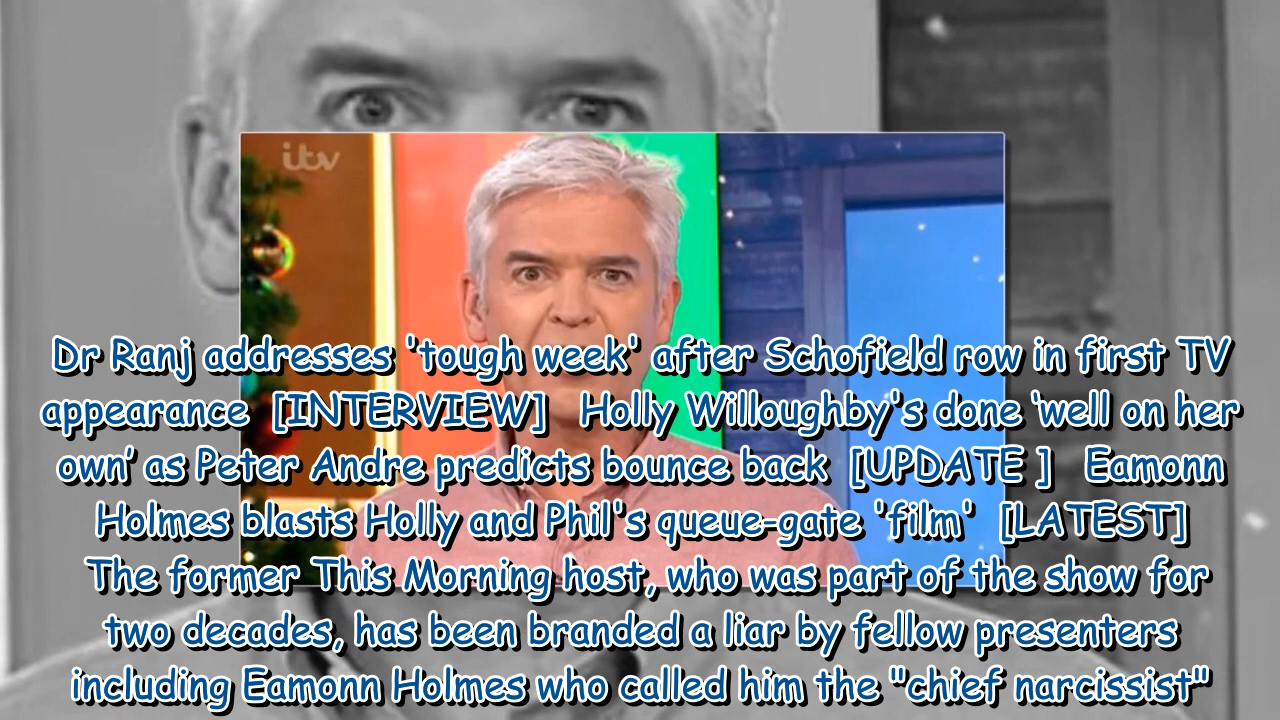 itv
Dr Ranj addresses 'tough week' after Schofield row in first TV
appearance [INTERVIEW] Holly Willoughby's done ‘well on her
own’ as Peter Andre predicts bounce back [UPDATE ] Eamonn
Holmes blasts Holly and Phil's queue-gate 'film' [LATEST]
The former This Morning host, who was part of the show for
two decades, has been branded a liar by fellow presenters
including Eamonn Holmes who called him the "chief narcissist"